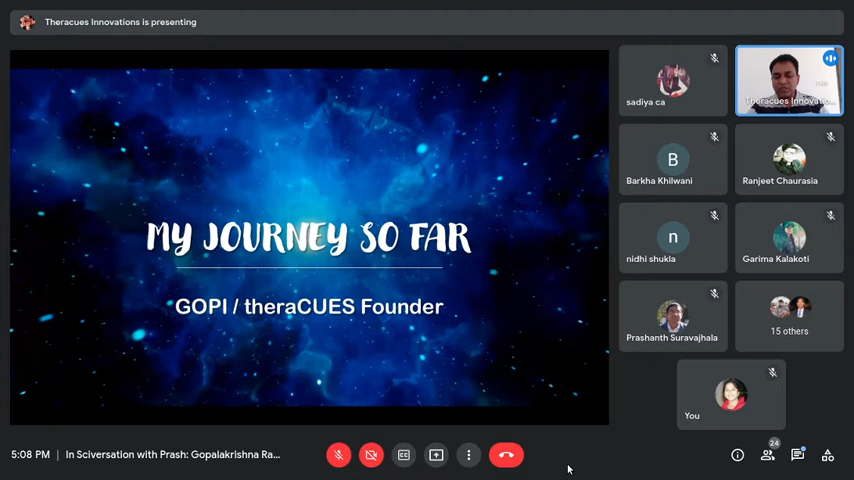 Theracues Innovations is presenting
MY JOURNEY SO FAR
GOPI / theraCUES Founder
sadiya ca
Theracues Innovatio...
B
Barkha Khilwani
Ranjeet Chaurasia
n
nidhi shukla
Garima Kalakoti
Prashanth Suravajhala
15 others
You
5:08 PM | In Sciversation with Prash: Gopalakrishna Ra...
CC
24